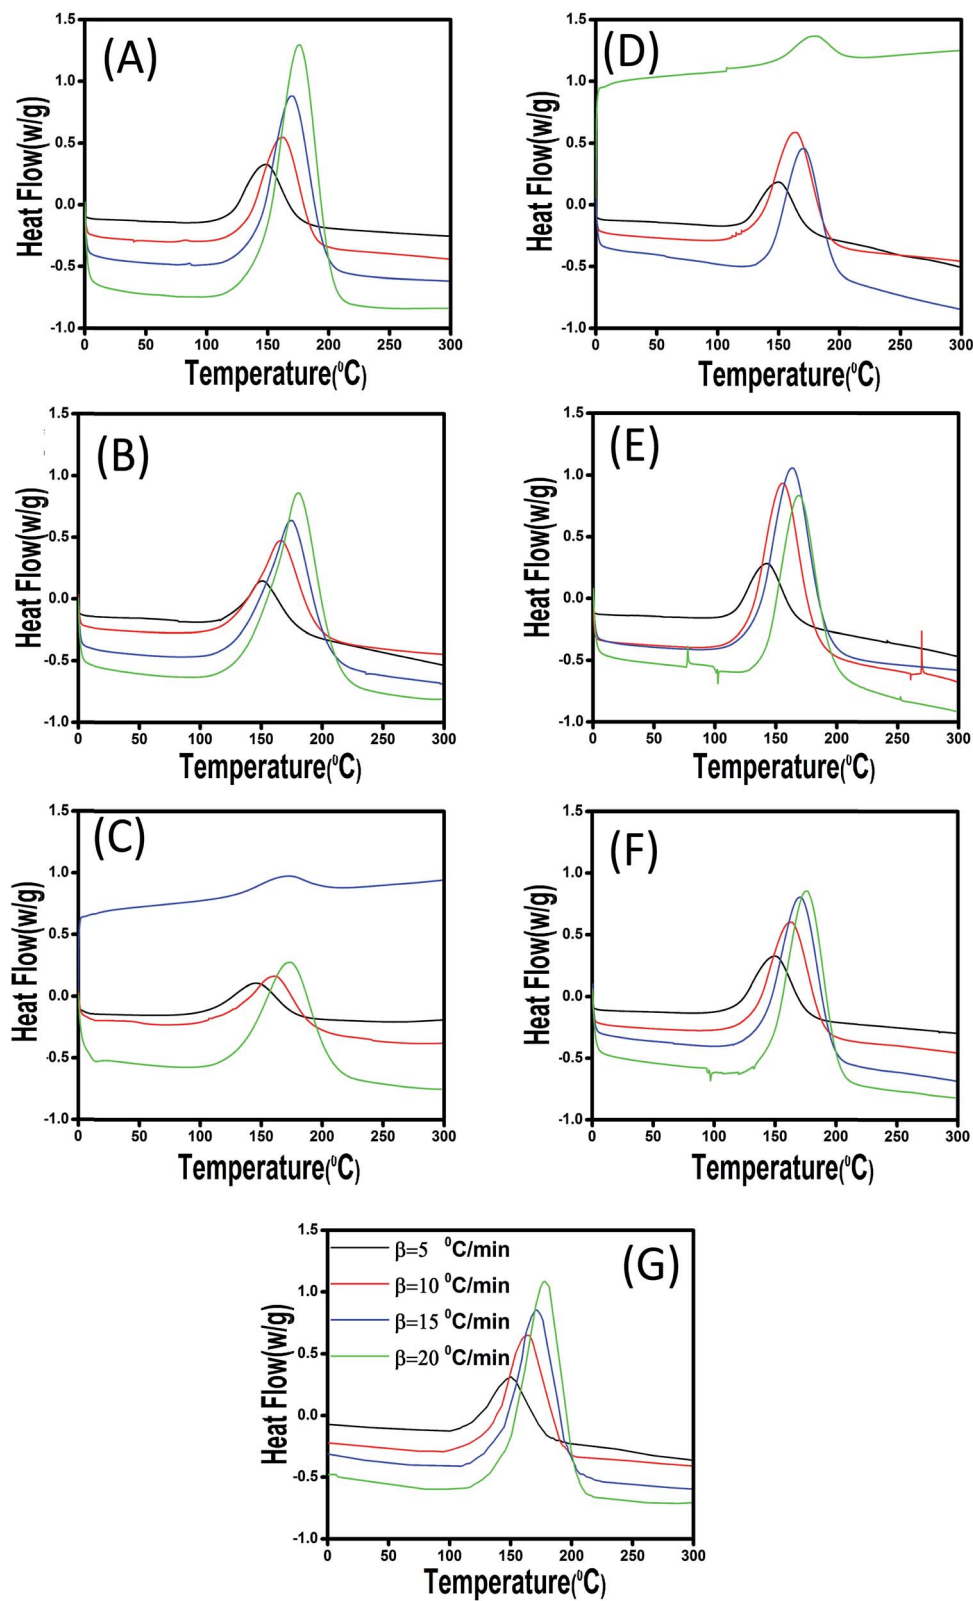 (A)
1.5
1.0
0.5
0.0
-0.5
-1.0
0 50 100 150 200 250 300
Heat Flow(w/g)
Temperature(⁰C)
(D)
1.5
1.0
0.5
0.0
-0.5
-1.0
0 50 100 150 200 250 300
Heat Flow(w/g)
Temperature(⁰C)
(B)
1.5
1.0
0.5
0.0
-0.5
-1.0
0 50 100 150 200 250 300
Heat Flow(w/g)
Temperature(⁰C)
(E)
1.5
1.0
0.5
0.0
-0.5
-1.0
0 50 100 150 200 250 300
Heat Flow(w/g)
Temperature(⁰C)
(C)
1.5
1.0
0.5
0.0
-0.5
-1.0
0 50 100 150 200 250 300
Heat Flow(w/g)
Temperature(⁰C)
(F)
1.5
1.0
0.5
0.0
-0.5
-1.0
0 50 100 150 200 250 300
Heat Flow(w/g)
Temperature(⁰C)
(G)
β=5 ⁰C/min
β=10 ⁰C/min
β=15 ⁰C/min
β=20 ⁰C/min
1.5
1.0
0.5
0.0
-0.5
-1.0
0 50 100 150 200 250 300
Heat Flow(w/g)
Temperature(⁰C)